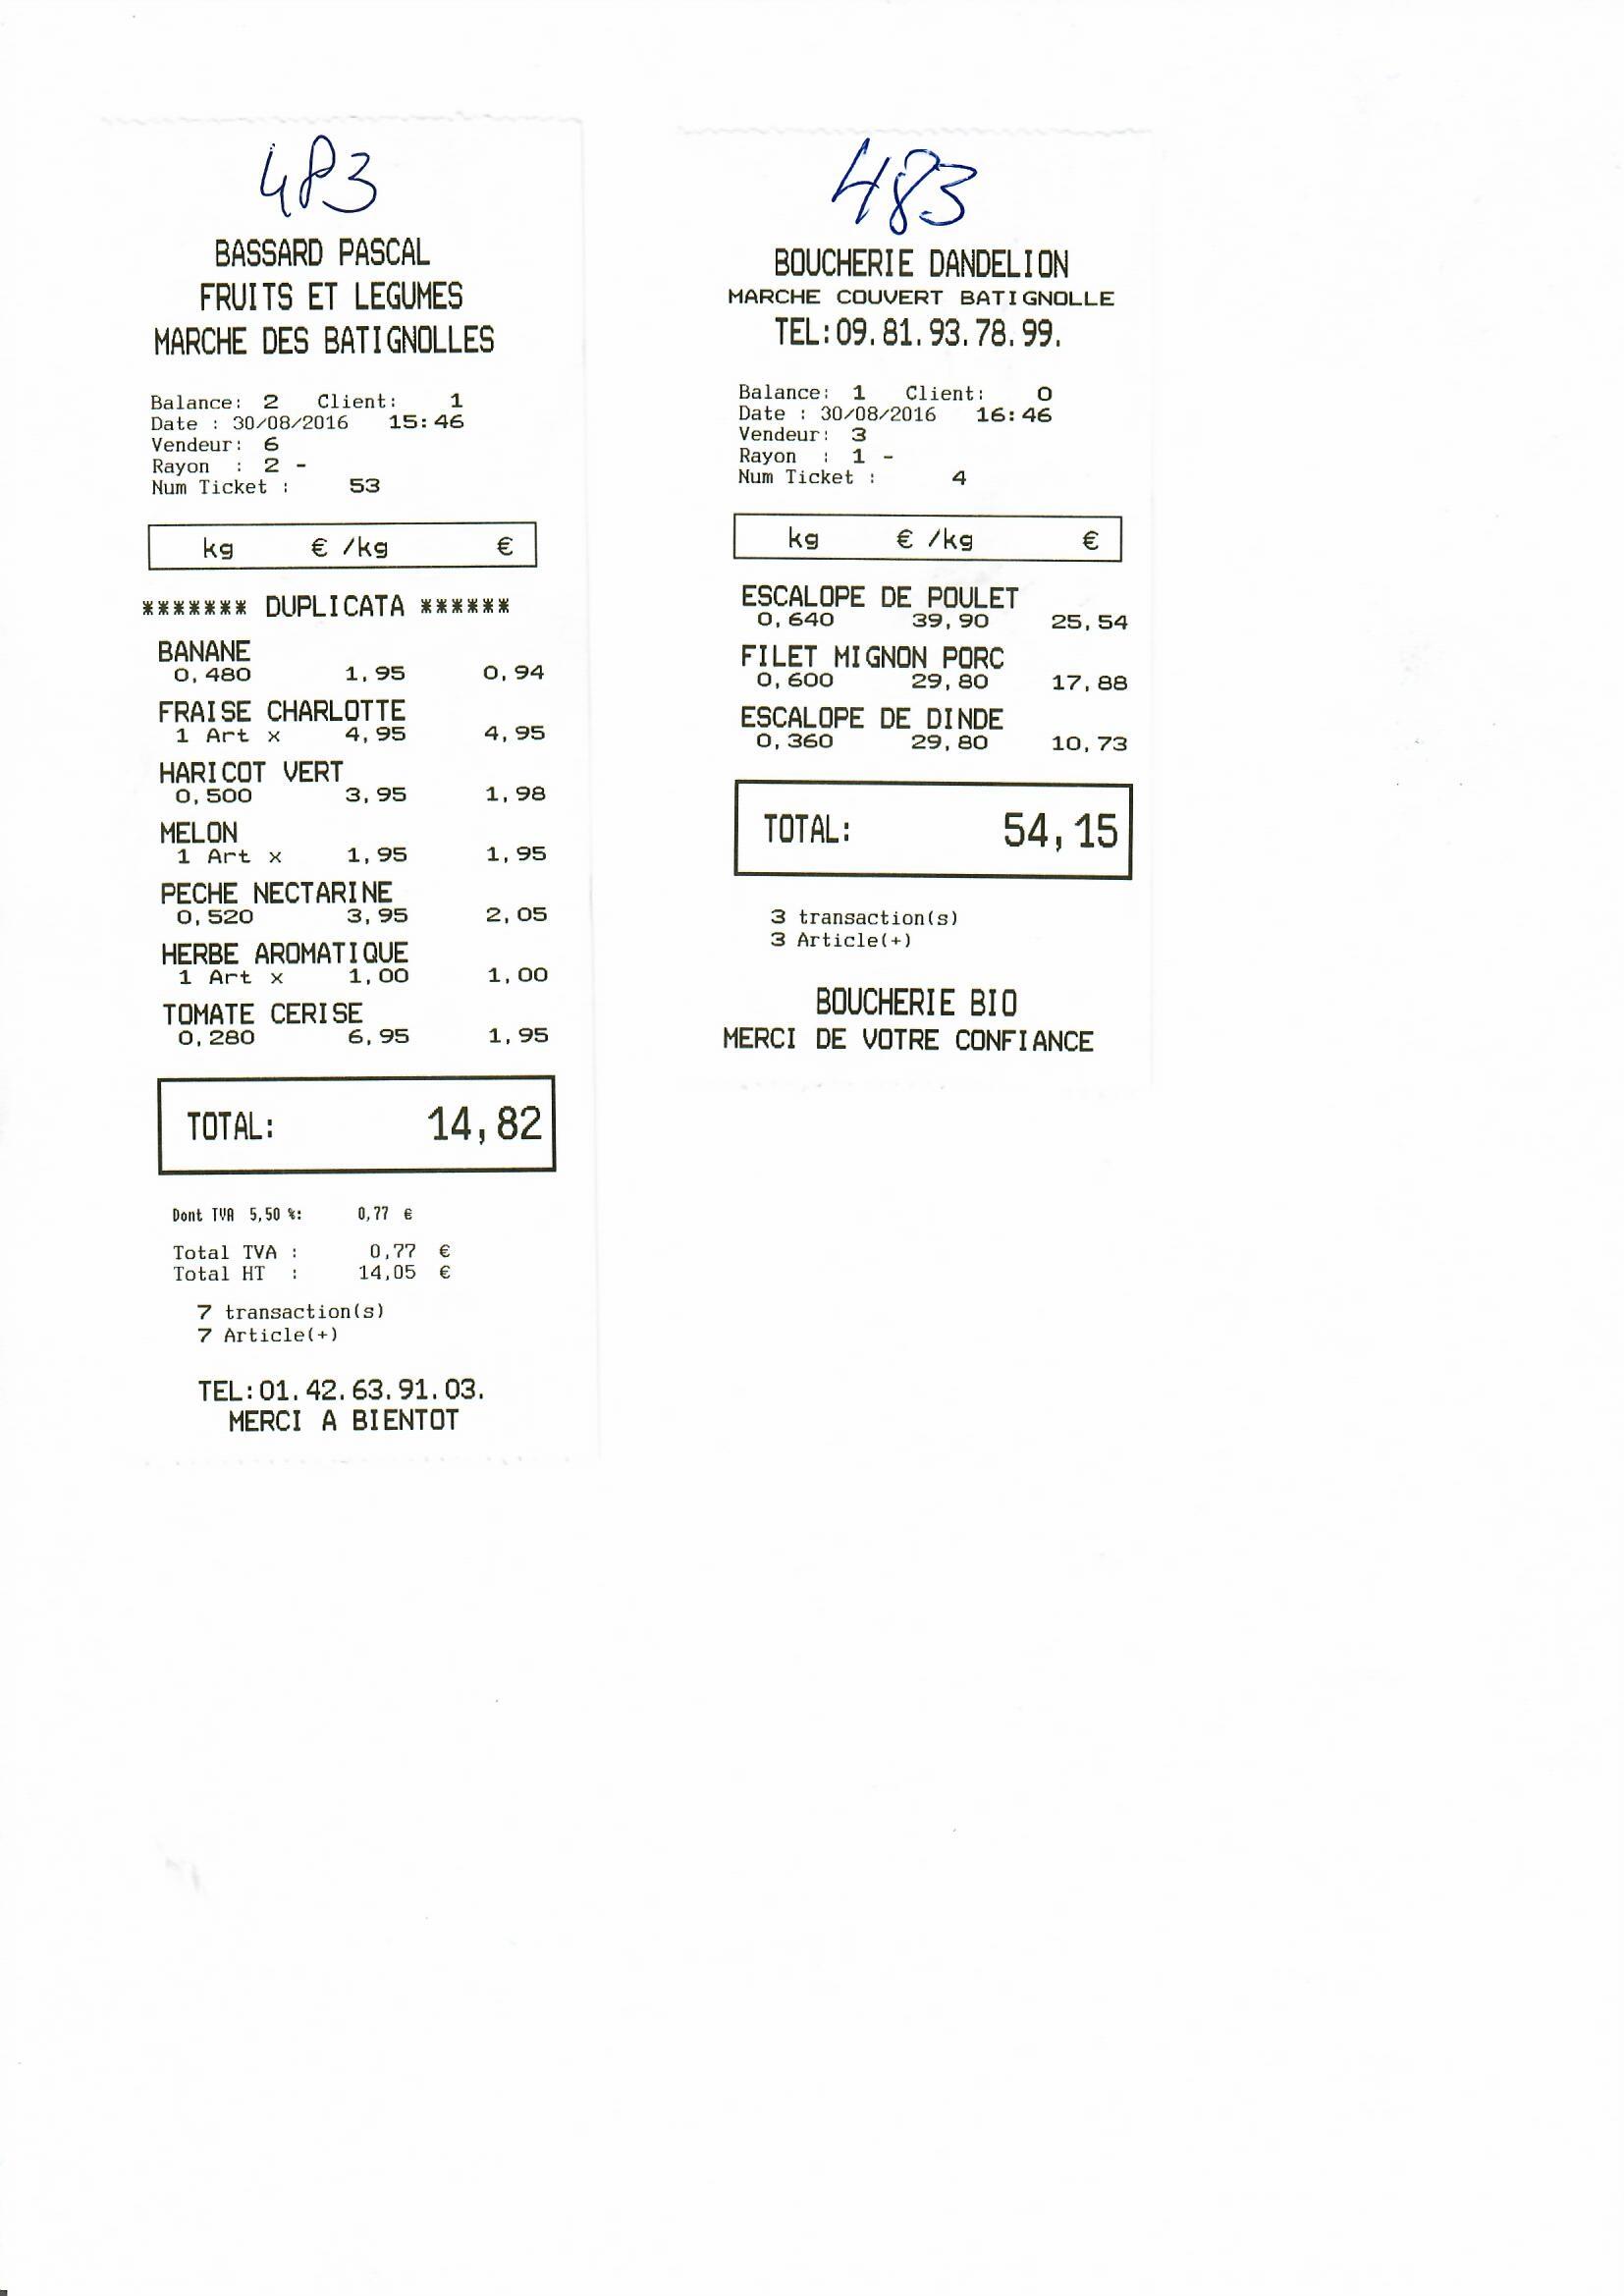 483
BASSARD PASCAL
FRUITS ET LEGUMES
MARCHE DES BATIGNOLLES
Balance: 2 Client: 1
Date : 30/08/2016 15:46
Vendeur: 6
Rayon : 2 -
Num Ticket : 53
kg € /kg €
******* DUPLICATA ******
BANANE
0,480 1,95 0,94
FRAISE CHARLOTTE
1 Art x 4,95 4,95
HARICOT VERT
0,500 3,95 1,98
MELON
1 Art x 1,95 1,95
PECHE NECTARINE
0,520 3,95 2,05
HERBE AROMATIQUE
1 Art x 1,00 1,00
TOMATE CERISE
0,280 6,95 1,95
TOTAL: 14,82
Dont TVA 5,50 %: 0,77 €
Total TVA : 0,77 €
Total HT : 14,05 €
7 transaction(s)
7 Article(+)
TEL:01.42.63.91.03.
MERCI A BIENTOT
483
BOUCHERIE DANDELION
MARCHE COUVERT BATIGNOLLE
TEL:09.81.93.78.99.
Balance: 1 Client: 0
Date : 30/08/2016 16:46
Vendeur: 3
Rayon : 1 -
Num Ticket : 4
kg € /kg €
ESCALOPE DE POULET
0,640 39,90 25,54
FILET MIGNON PORC
0,600 29,80 17,88
ESCALOPE DE DINDE
0,360 29,80 10,73
TOTAL: 54,15
3 transaction(s)
3 Article(+)
BOUCHERIE BIO
MERCI DE VOTRE CONFIANCE